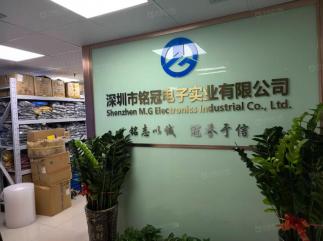 深圳市铭冠电子实业有限公司
Shenzhen M.G Electronics Industrial Co., Ltd.
铭志以诚 冠荣于信